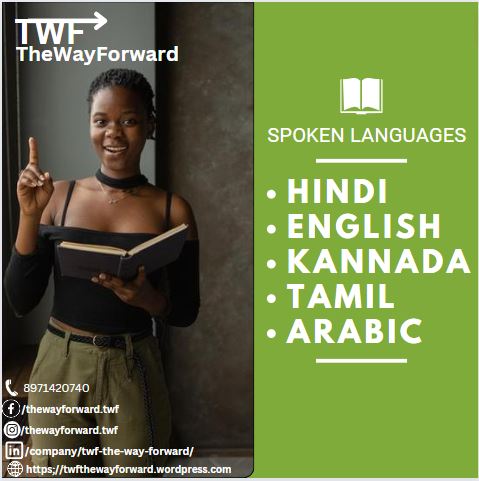 TWF
TheWayForward
SPOKEN LANGUAGES
• HINDI
• ENGLISH
• KANNADA
• TAMIL
• ARABIC
8971420740
/thewayforward.twf
/thewayforward.twf
/company/twf-the-way-forward/
https://twfthewayforward.wordpress.com